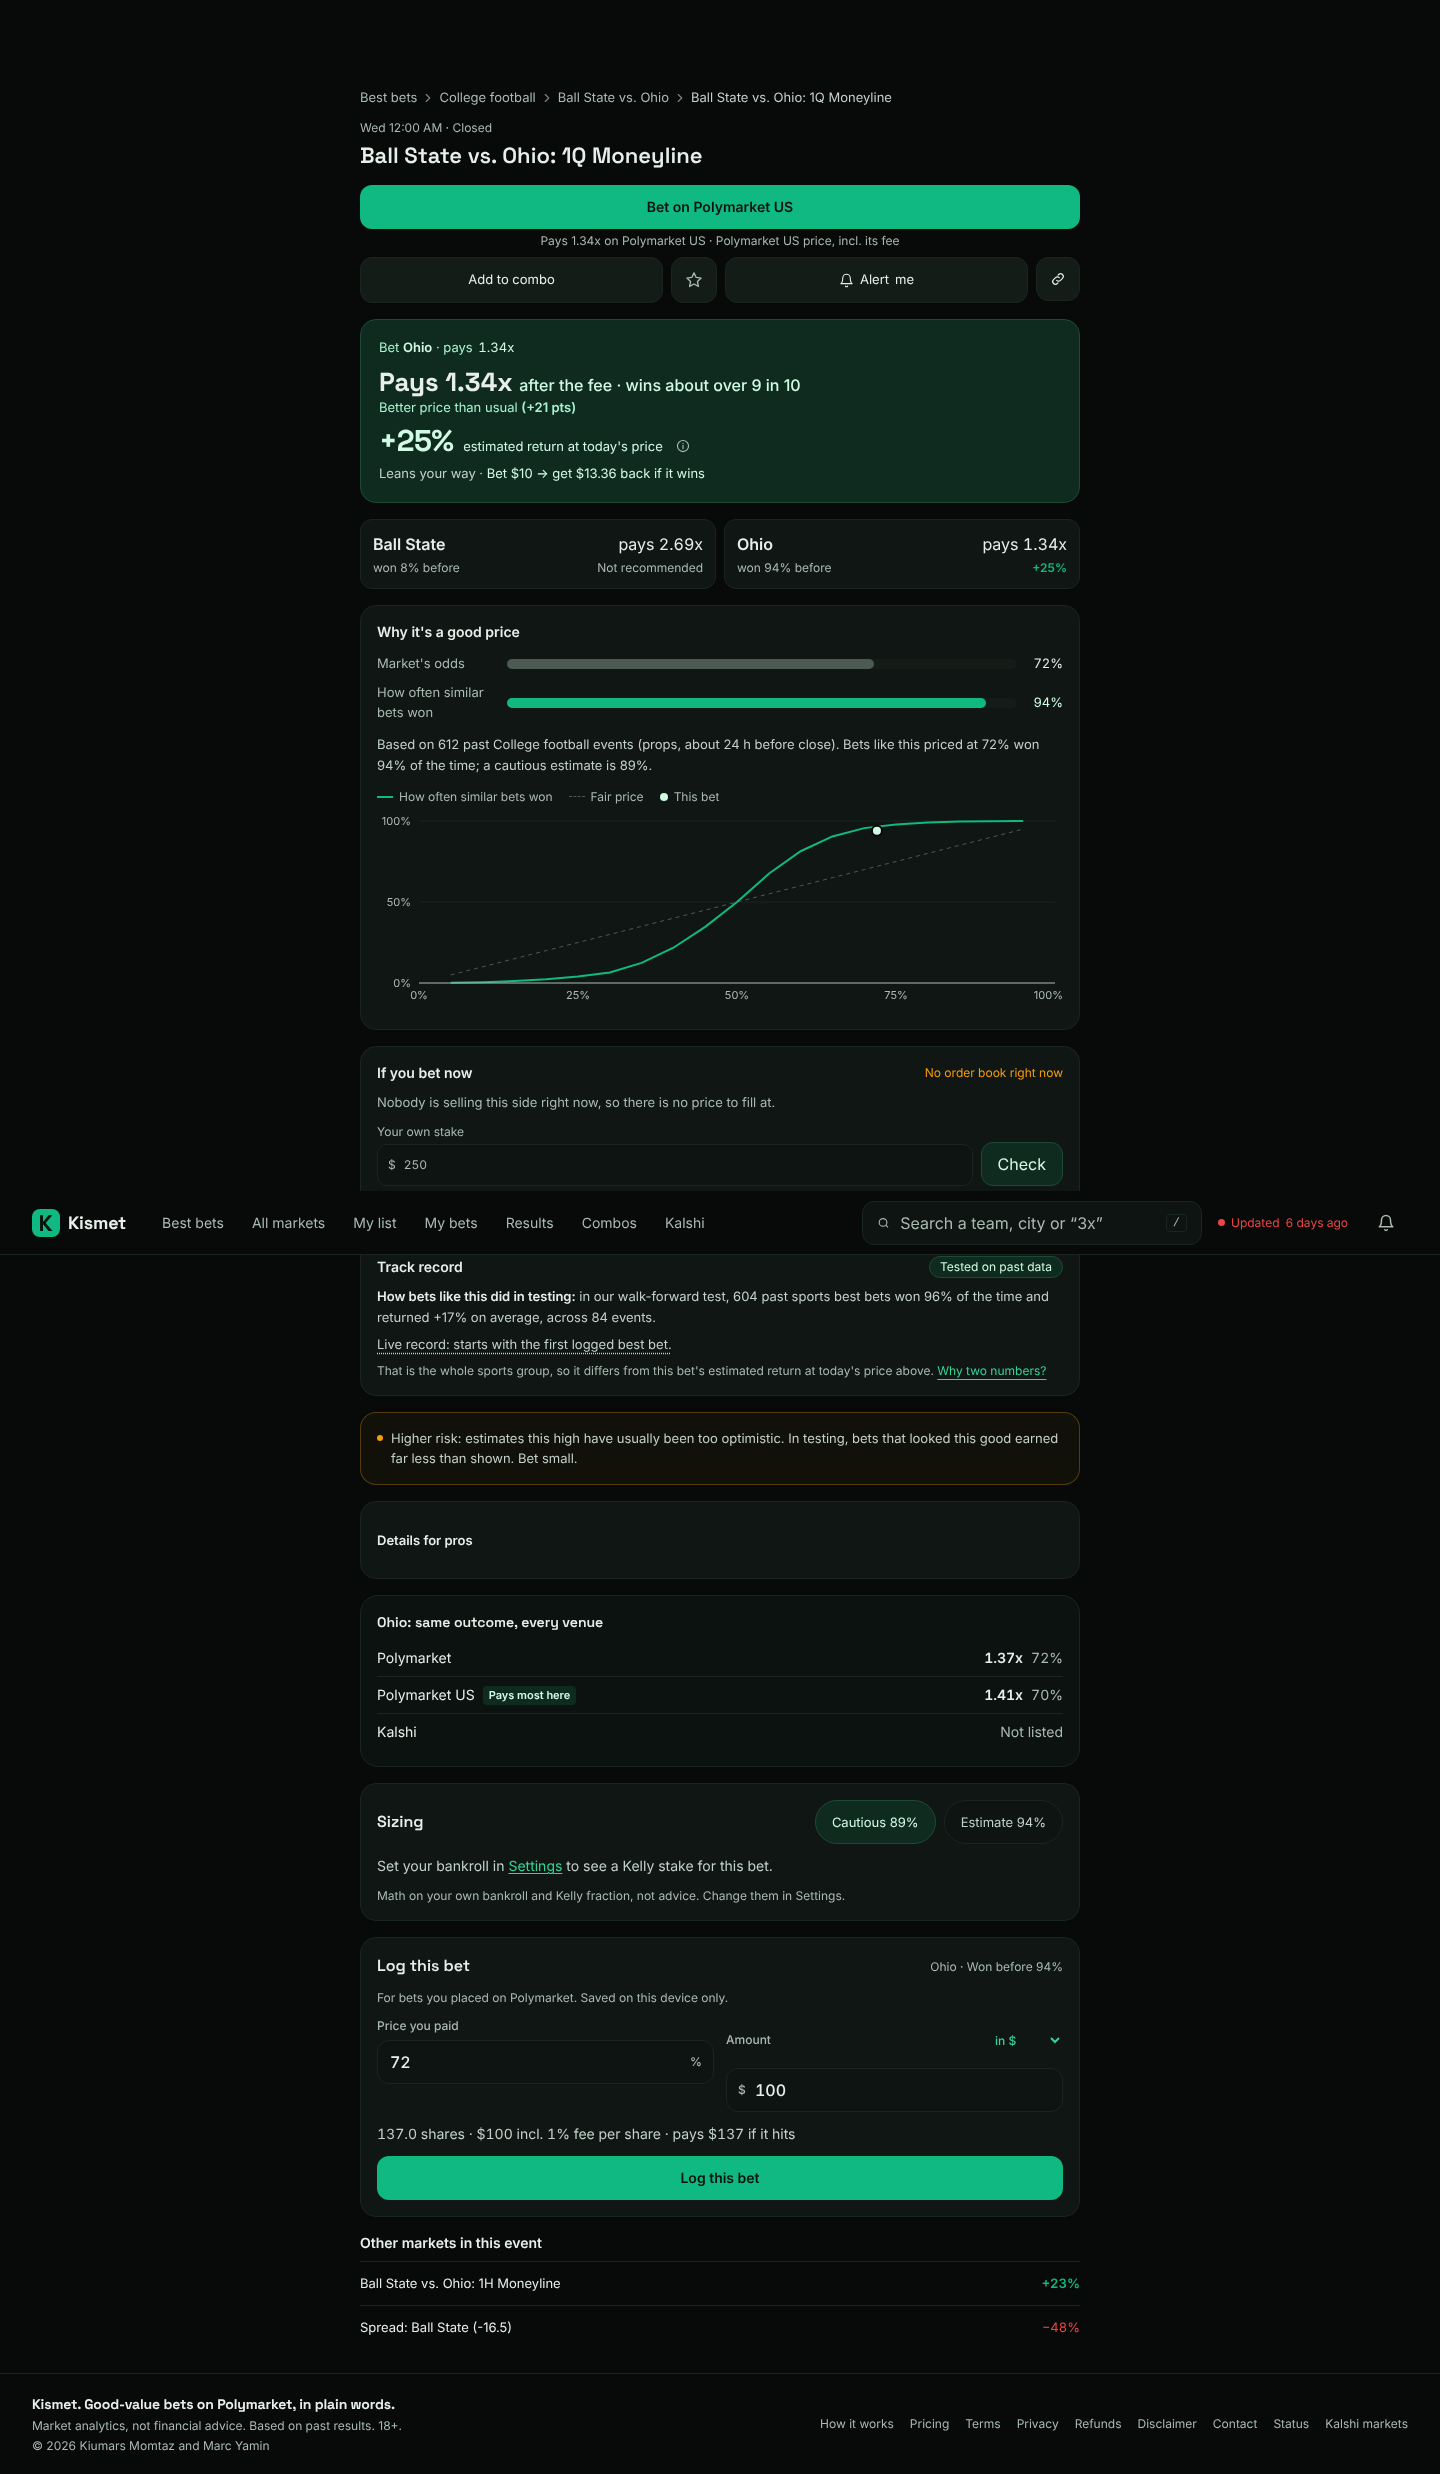 Best bets > College football > Ball State vs. Ohio > Ball State vs. Ohio: 1Q Moneyline
Wed 12:00 AM · Closed
Ball State vs. Ohio: 1Q Moneyline
Bet on Polymarket US
Pays 1.34x on Polymarket US · Polymarket US price, incl. its fee
Add to combo
Alert me
Bet Ohio · pays 1.34x
Pays 1.34x after the fee · wins about over 9 in 10
Better price than usual (+21 pts)
+25% estimated return at today's price
Leans your way · Bet $10 → get $13.36 back if it wins
Ball State pays 2.69x
won 8% before Not recommended
Ohio pays 1.34x
won 94% before +25%
Why it's a good price
Market's odds 72%
How often similar
bets won 94%
Based on 612 past College football events (props, about 24 h before close). Bets like this priced at 72% won
94% of the time; a cautious estimate is 89%.
How often similar bets won Fair price This bet
100%
50%
0%
0% 25% 50% 75% 100%
If you bet now No order book right now
Nobody is selling this side right now, so there is no price to fill at.
Your own stake
$ 250 Check
K Kismet Best bets All markets My list My bets Results Combos Kalshi Search a team, city or “3x” / Updated 6 days ago
Track record Tested on past data
How bets like this did in testing: in our walk-forward test, 604 past sports best bets won 96% of the time and
returned +17% on average, across 84 events.
Live record: starts with the first logged best bet.
That is the whole sports group, so it differs from this bet's estimated return at today's price above. Why two numbers?
Higher risk: estimates this high have usually been too optimistic. In testing, bets that looked this good earned
far less than shown. Bet small.
Details for pros
Ohio: same outcome, every venue
Polymarket 1.37x 72%
Polymarket US Pays most here 1.41x 70%
Kalshi Not listed
Sizing Cautious 89% Estimate 94%
Set your bankroll in Settings to see a Kelly stake for this bet.
Math on your own bankroll and Kelly fraction, not advice. Change them in Settings.
Log this bet Ohio · Won before 94%
For bets you placed on Polymarket. Saved on this device only.
Price you paid
72 %
Amount in $
$ 100
137.0 shares · $100 incl. 1% fee per share · pays $137 if it hits
Log this bet
Other markets in this event
Ball State vs. Ohio: 1H Moneyline +23%
Spread: Ball State (-16.5) −48%
Kismet. Good-value bets on Polymarket, in plain words.
Market analytics, not financial advice. Based on past results. 18+.
© 2026 Kiumars Momtaz and Marc Yamin
How it works Pricing Terms Privacy Refunds Disclaimer Contact Status Kalshi markets